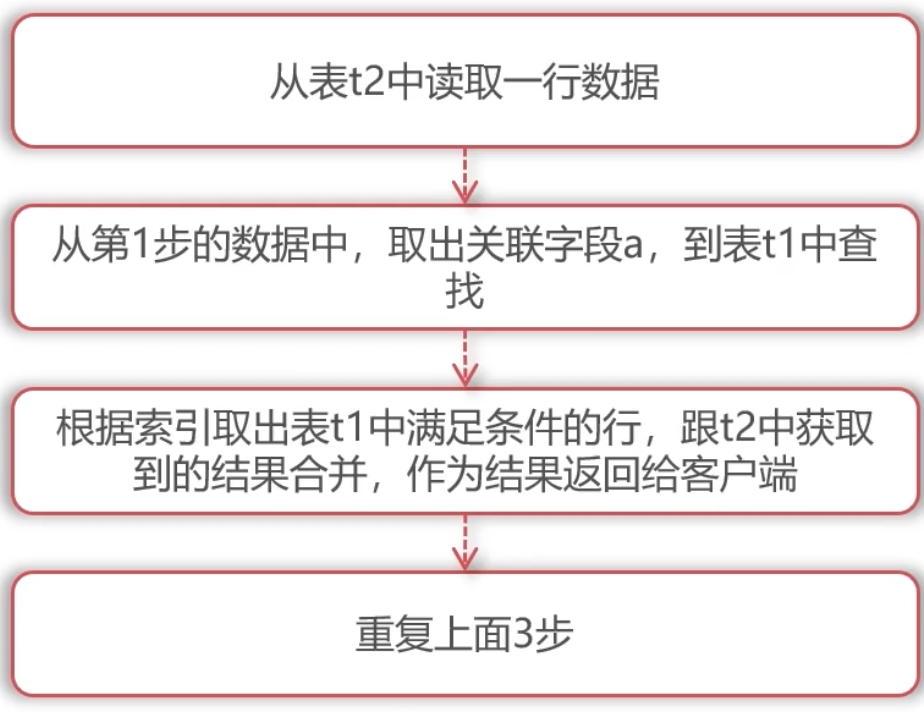 从表t2中读取一行数据
从第1步的数据中，取出关联字段a，到表t1中查
找
根据索引取出表t1中满足条件的行，跟t2中获取
到的结果合并，作为结果返回给客户端
重复上面3步